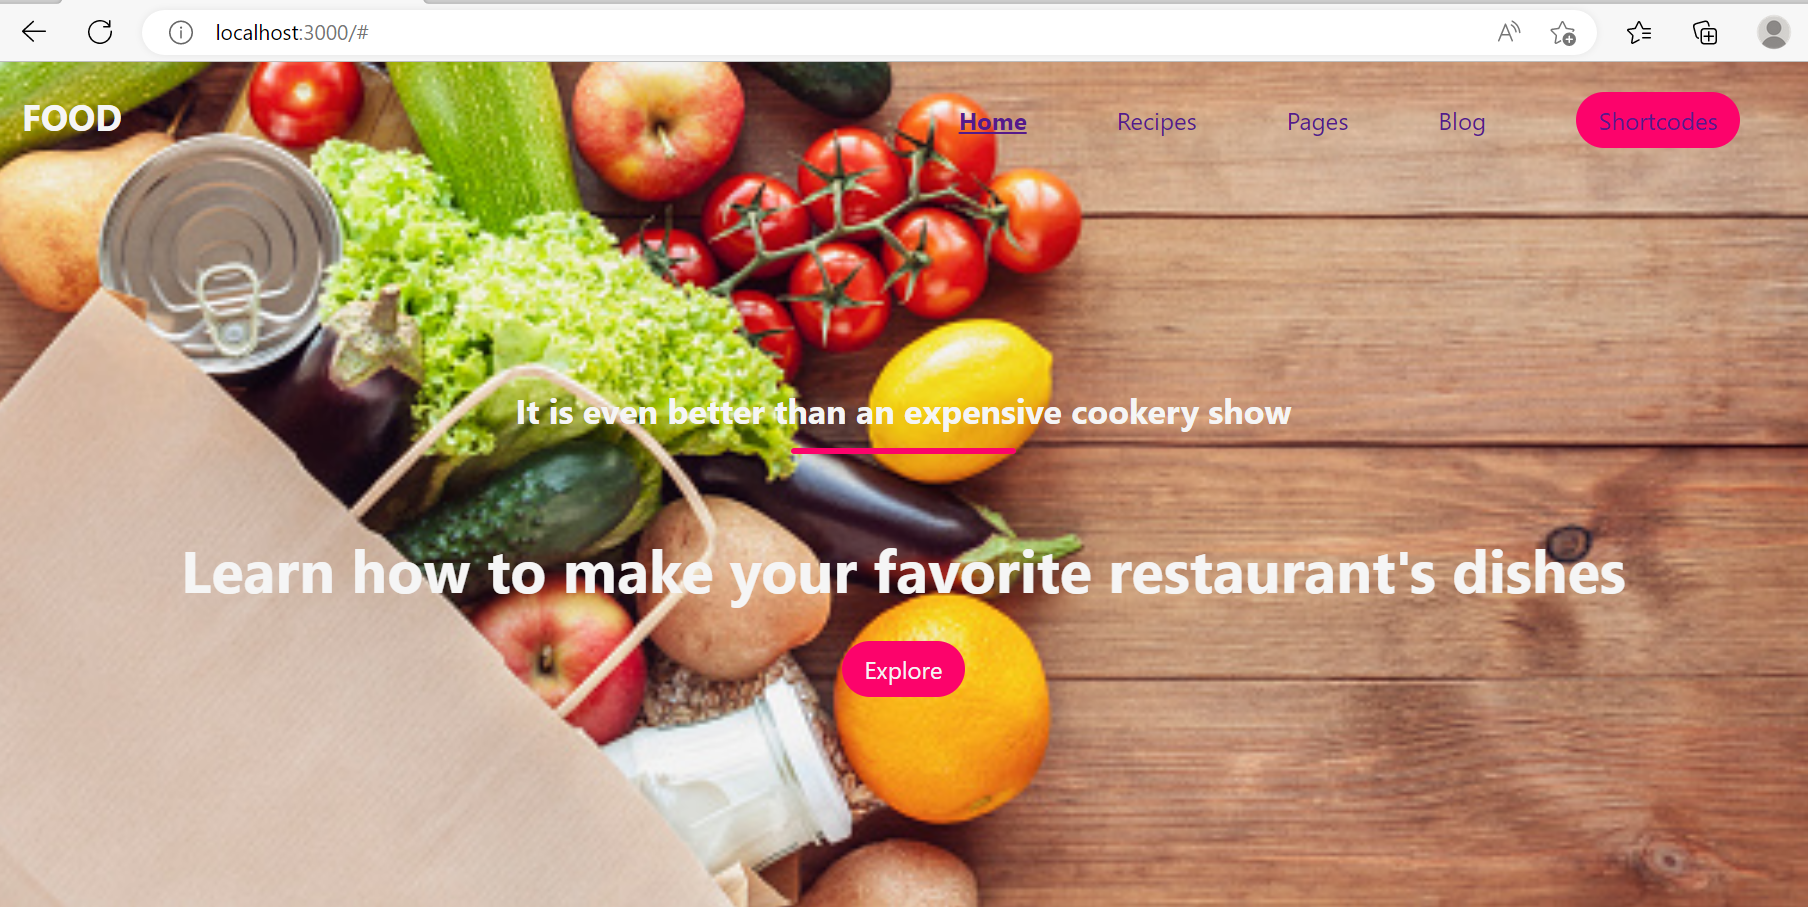 localhost:3000/#
FOOD
Home Recipes Pages Blog Shortcodes
It is even better than an expensive cookery show
Learn how to make your favorite restaurant's dishes
Explore